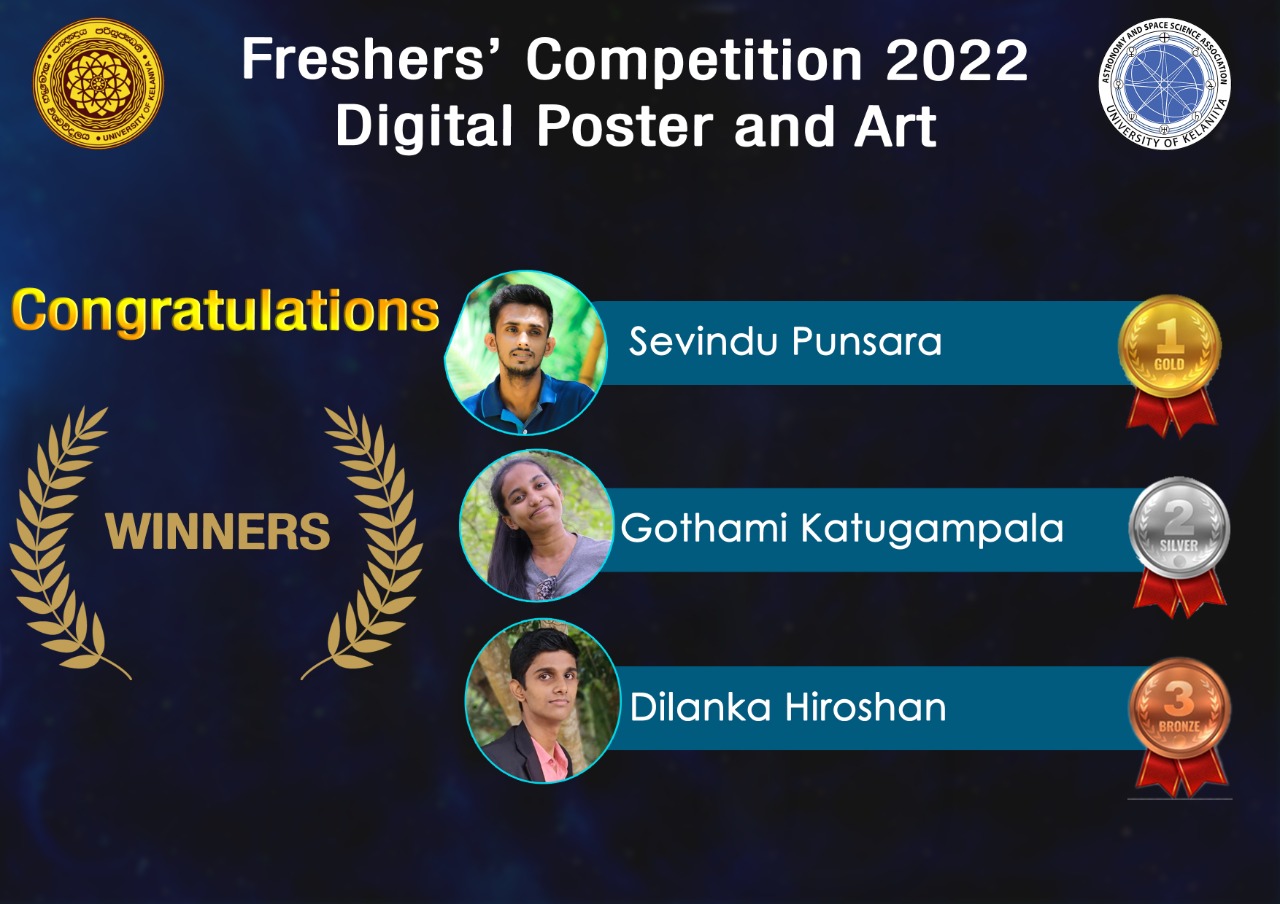 Freshers’ Competition 2022
Digital Poster and Art
UNIVERSITY OF KELANIYA
ASTRONOMY AND SPACE SCIENCE ASSOCIATION
UNIVERSITY OF KELANIIYA
Congratulations
WINNERS
Sevindu Punsara
1
GOLD
Gothami Katugampala
2
SILVER
Dilanka Hiroshan
3
BRONZE